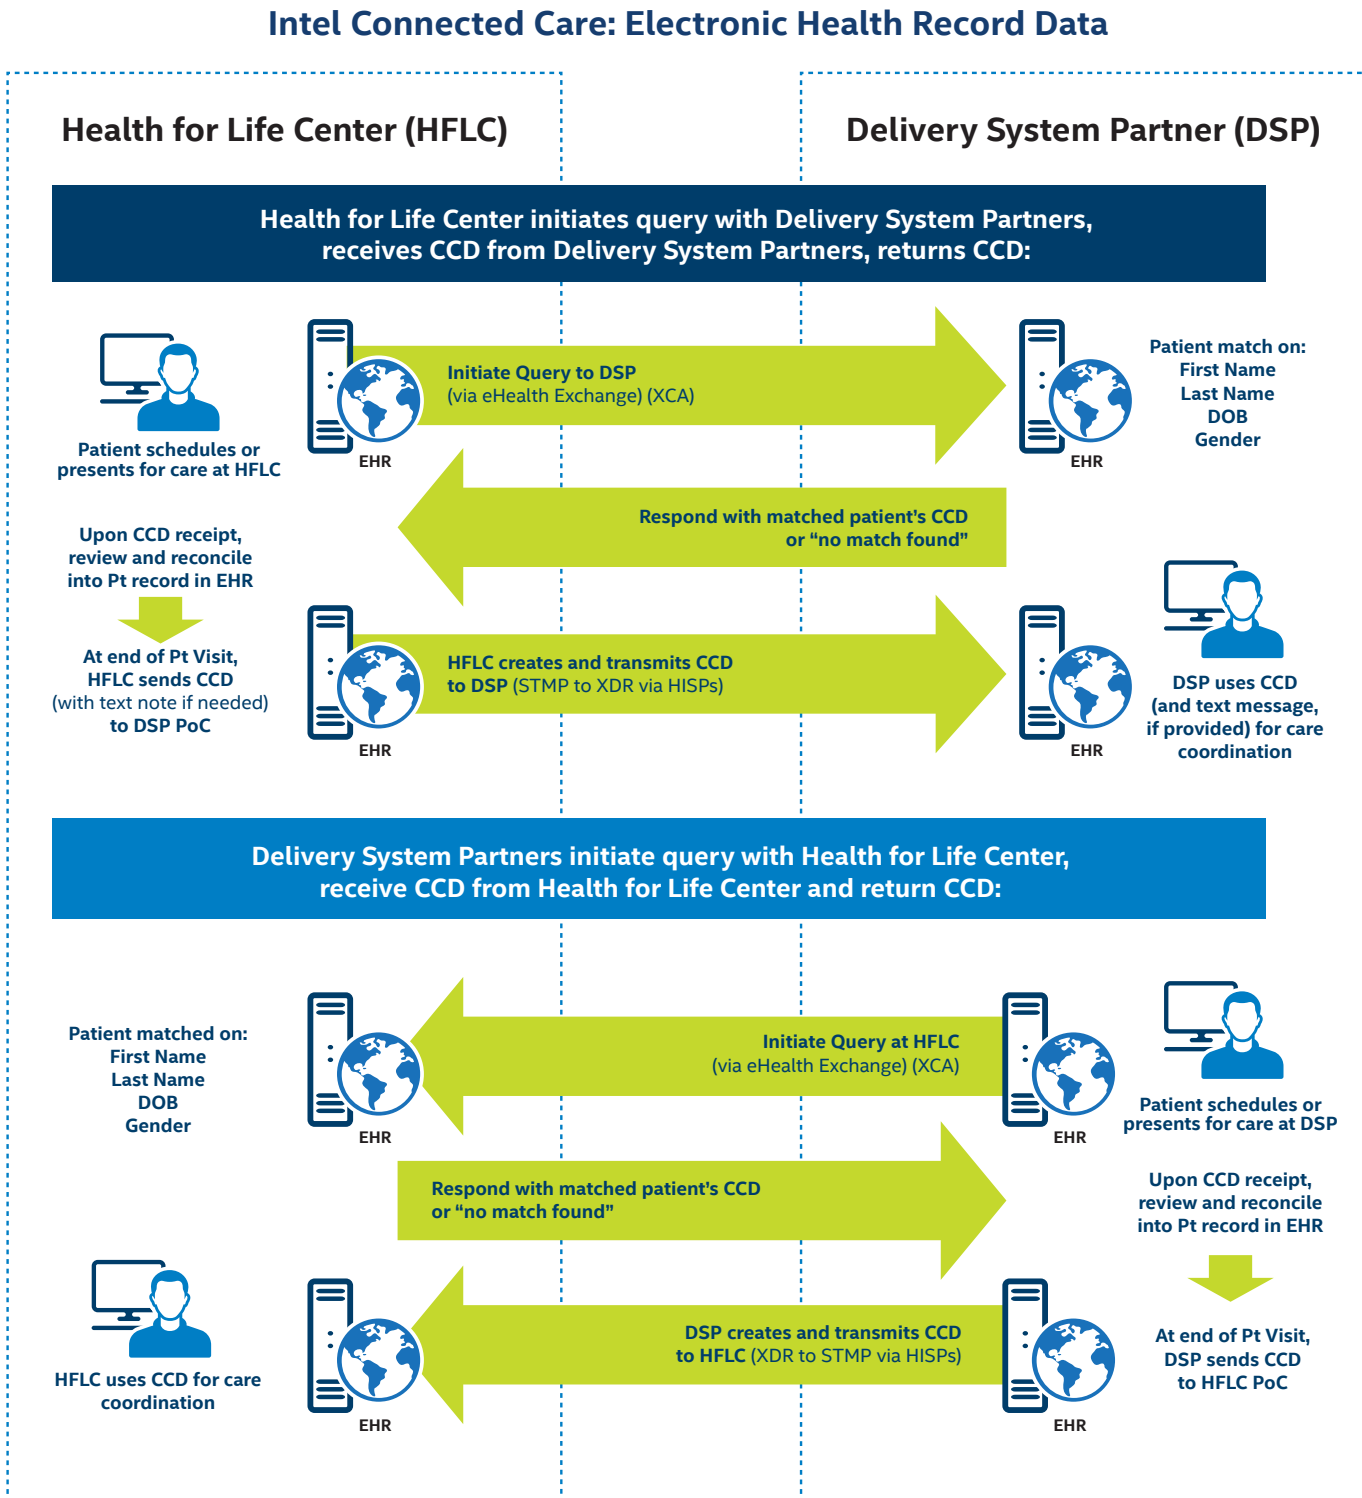 Intel Connected Care: Electronic Health Record Data
Health for Life Center (HFLC)
Delivery System Partner (DSP)
Health for Life Center initiates query with Delivery System Partners,
receives CCD from Delivery System Partners, returns CCD:
Patient schedules or
presents for care at HFLC
EHR
Initiate Query to DSP
(via eHealth Exchange) (XCA)
EHR
Patient match on:
First Name
Last Name
DOB
Gender
Respond with matched patient's CCD
or “no match found”
Upon CCD receipt,
review and reconcile
into Pt record in EHR
At end of Pt Visit,
HFLC sends CCD
(with text note if needed)
to DSP PoC
EHR
HFLC creates and transmits CCD
to DSP (STMP to XDR via HISPs)
EHR
DSP uses CCD
(and text message,
if provided) for care
coordination
Delivery System Partners initiate query with Health for Life Center,
receive CCD from Health for Life Center and return CCD:
Patient matched on:
First Name
Last Name
DOB
Gender
EHR
Initiate Query at HFLC
(via eHealth Exchange) (XCA)
EHR
Patient schedules or
presents for care at DSP
Respond with matched patient's CCD
or “no match found”
Upon CCD receipt,
review and reconcile
into Pt record in EHR
HFLC uses CCD for care
coordination
EHR
DSP creates and transmits CCD
to HFLC (XDR to STMP via HISPs)
EHR
At end of Pt Visit,
DSP sends CCD
to HFLC PoC